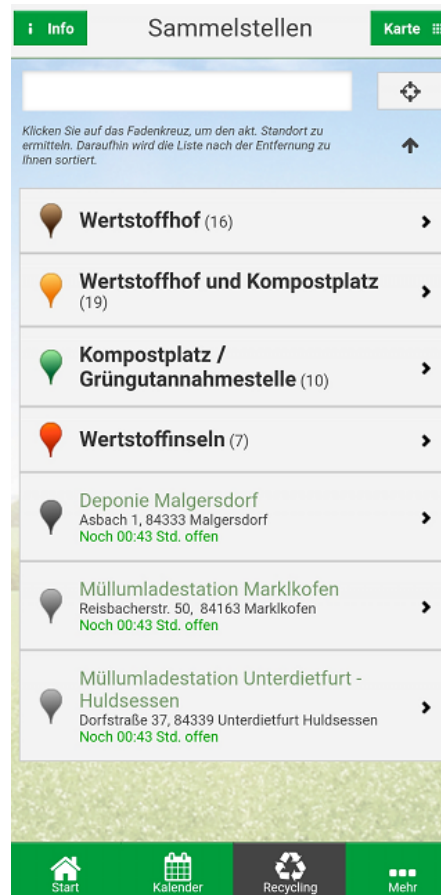 i Info
Sammelstellen
Karte
Klicken Sie auf das Fadenkreuz, um den akt. Standort zu
ermitteln. Daraufhin wird die Liste nach der Entfernung zu
Ihnen sortiert.
Wertstoffhof (16)
Wertstoffhof und Kompostplatz
(19)
Kompostplatz /
Grüngutannahmestelle (10)
Wertstoffinseln (7)
Deponie Malgersdorf
Asbach 1, 84333 Malgersdorf
Noch 00:43 Std. offen
Müllumladestation Marklkofen
Reisbacherstr. 50, 84163 Marklkofen
Noch 00:43 Std. offen
Müllumladestation Unterdietfurt -
Huldsessen
Dorfstraße 37, 84339 Unterdietfurt Huldsessen
Noch 00:43 Std. offen
Start
Kalender
Recycling
Mehr